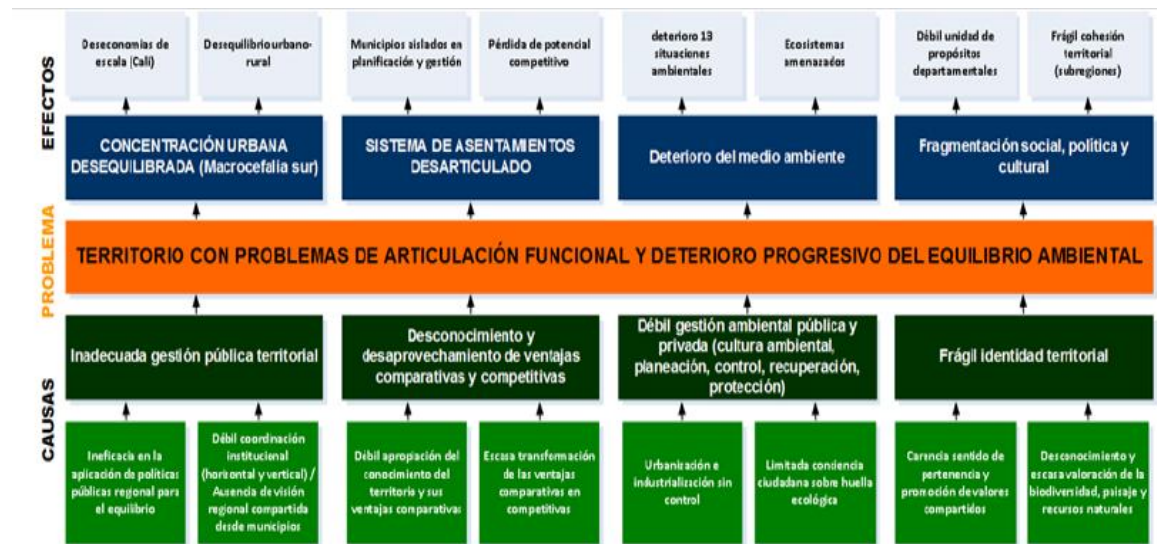 EFECTOS
Deseconomías de
escala (Cali)
Desequilibrio urbano-
rural
Municipios aislados en
planificación y gestión
Pérdida de potencial
competitivo
deterioro 13
situaciones
ambientales
Ecosistemas
amenazados
Débil unidad de
propósitos
departamentales
Frágil cohesión
territorial
(subregiones)
CONCENTRACIÓN URBANA
DESEQUILIBRADA (Macrocefalia sur)
SISTEMA DE ASENTAMIENTOS
DESARTICULADO
Deterioro del medio ambiente
Fragmentación social, política y
cultural
PROBLEMA
TERRITORIO CON PROBLEMAS DE ARTICULACIÓN FUNCIONAL Y DETERIORO PROGRESIVO DEL EQUILIBRIO AMBIENTAL
CAUSAS
Inadecuada gestión pública territorial
Desconocimiento y
desaprovechamiento de ventajas
comparativas y competitivas
Débil gestión ambiental pública y
privada (cultura ambiental,
planeación, control, recuperación,
protección)
Frágil identidad territorial
Ineficacia en la
aplicación de políticas
públicas regional para
el equilibrio
Débil coordinación
institucional
(horizontal y vertical) /
Ausencia de visión
regional compartida
desde municipios
Débil apropiación del
conocimiento del
territorio y sus
ventajas comparativas
Escasa transformación
de las ventajas
comparativas en
competitivas
Urbanización e
industrialización sin
control
Limitada conciencia
ciudadana sobre huella
ecológica
Carencia sentido de
pertenencia y
promoción de valores
compartidos
Desconocimiento y
escasa valoración de la
biodiversidad, paisaje y
recursos naturales